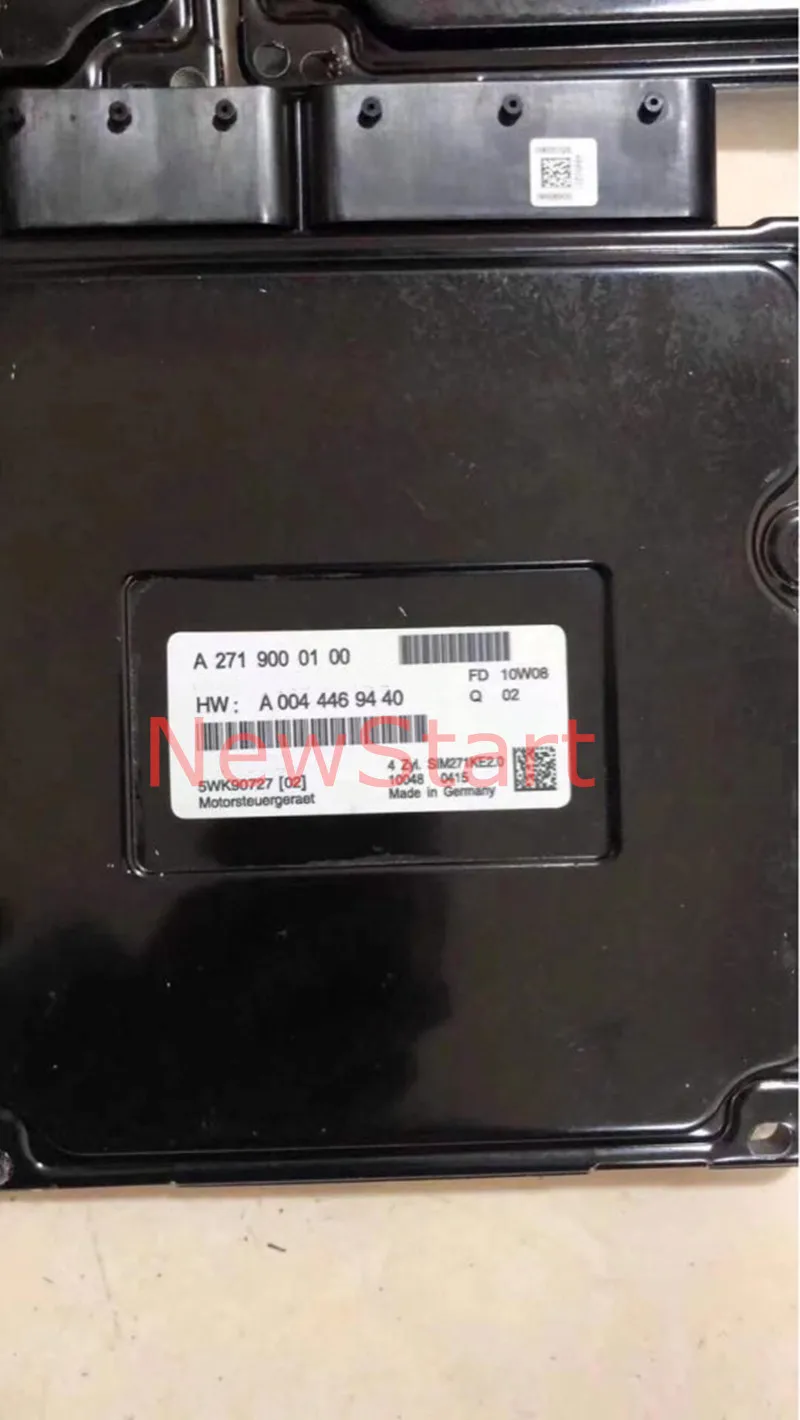 A 271 900 01 00
FD 10W08
HW: A 004 446 94 40
Q 02
NewStart
5WK90727 [02]
Motorsteuergeraet
4 Zyl. SIM271KE2.0
10048 0415
Made in Germany